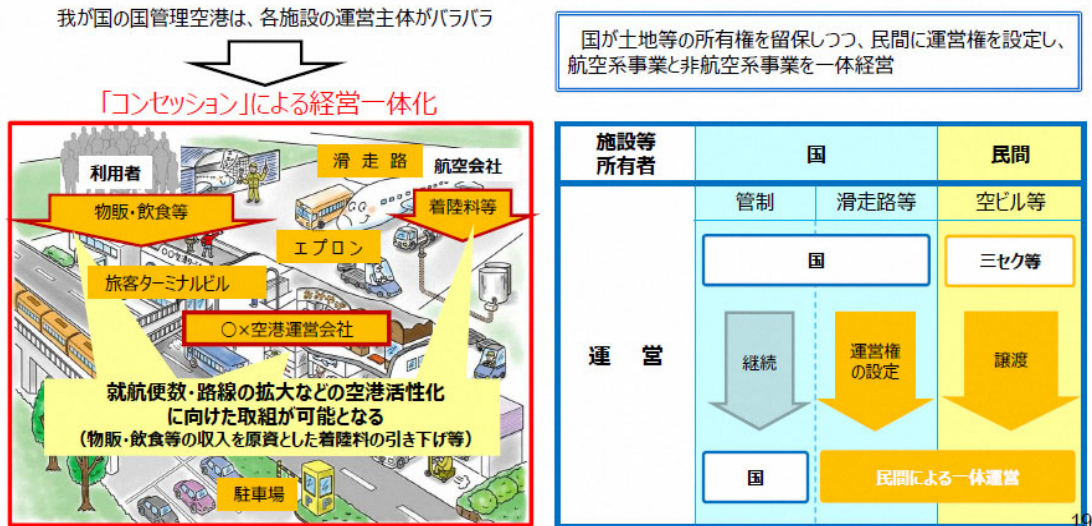 我が国の国管理空港は、各施設の運営主体がバラバラ
「コンセッション」による経営一体化
利用者
滑走路
航空会社
物販・飲食等
着陸料等
エプロン
旅客ターミナルビル
○×空港運営会社
就航便数・路線の拡大などの空港活性化
に向けた取組が可能となる
(物販・飲食等の収入を原資とした着陸料の引き下げ等)
駐車場
国が土地等の所有権を留保しつつ、民間に運営権を設定し、
航空系事業と非航空系事業を一体経営
施設等
所有者
国
民間
管制
滑走路等
空ビル等
国
三セク等
運営
継続
運営権
の設定
譲渡
国
民間による一体運営
19